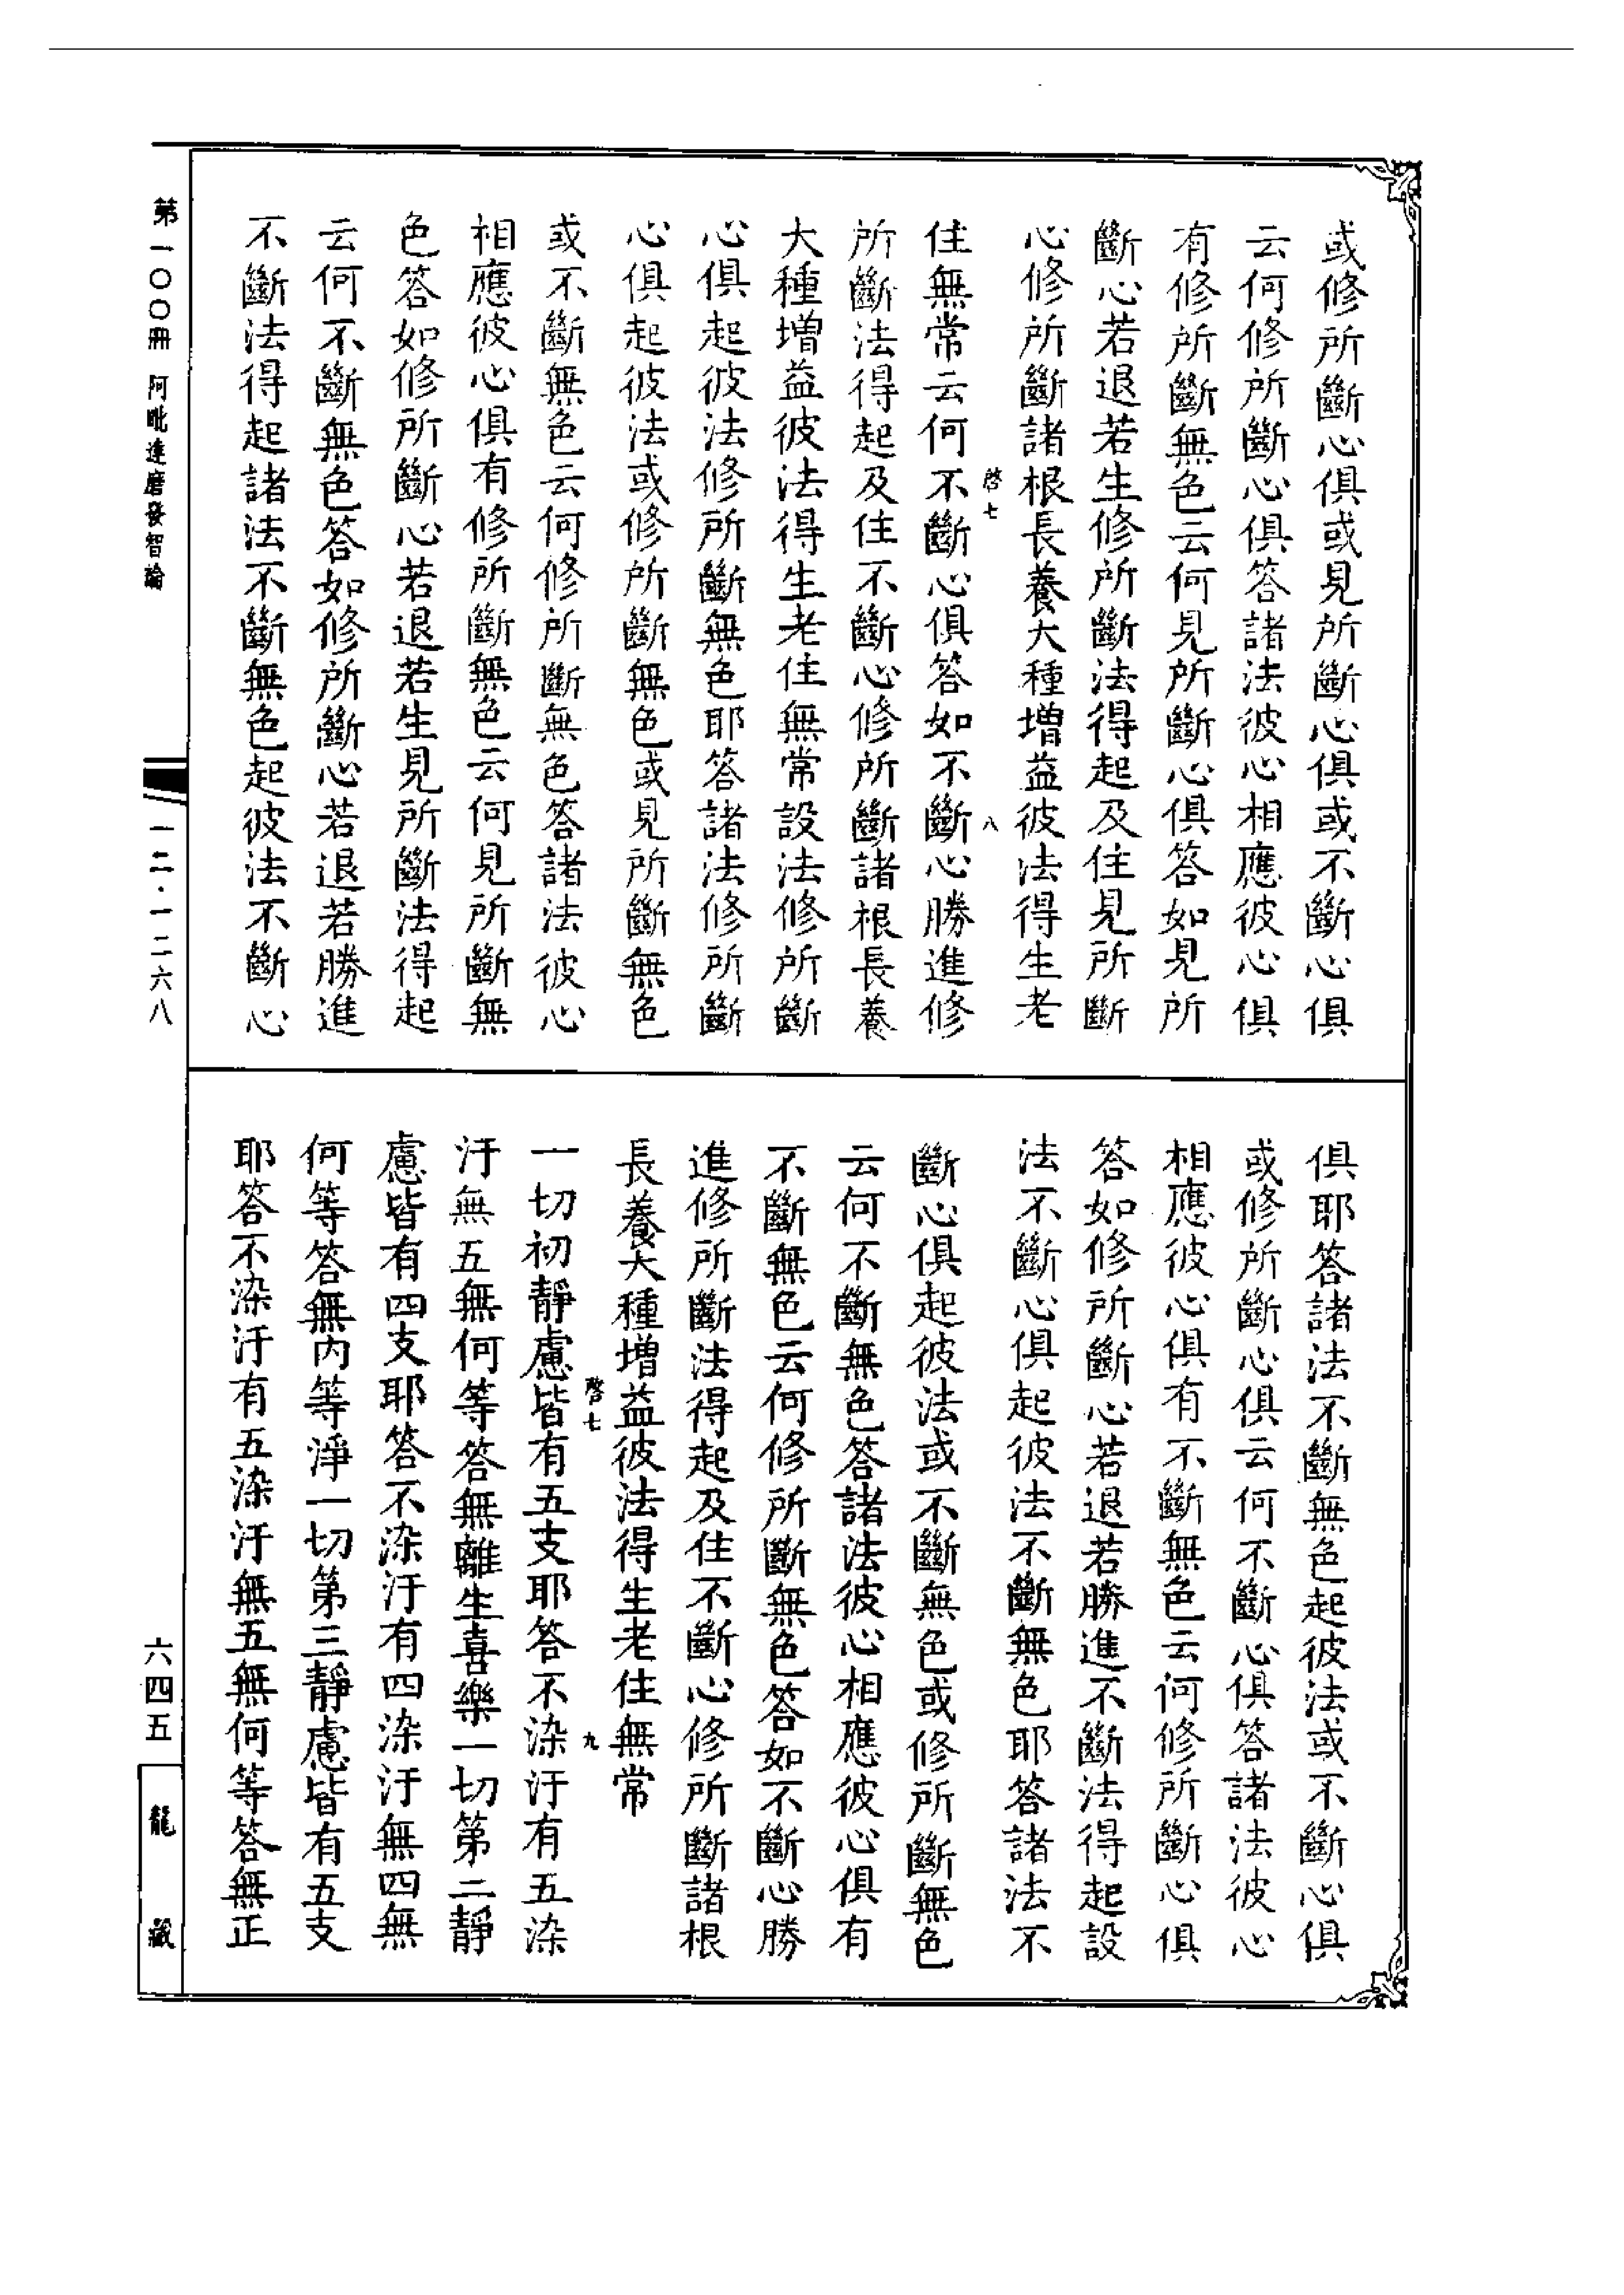 或修所斷心俱或見所斷心俱或不斷心俱
云何修所斷心俱答諸法彼心相應彼心俱
有修所斷無色云何見所斷心俱答如見所
斷心若退若生修所斷法得起及住見所斷
心修所斷諸根長養大種增益彼法得生老
啓七
八
住無常云何不斷心俱答如不斷心勝進修
所斷法得起及住不斷心修所斷諸根長養
大種增益彼法得生老住無常設法修所斷
心俱起彼法修所斷無色耶答諸法修所斷
心俱起彼法或修所斷無色或見所斷無色
或不斷無色云何修所斷無色答諸法彼心
相應彼心俱有修所斷無色云何見所斷無
色答如修所斷心若退若生見所斷法得起
云何不斷無色答如修所斷心若退若勝進
不斷法得起諸法不斷無色起彼法不斷心
俱耶答諸法不斷無色起彼法或不斷心俱
或修所斷心俱云何不斷心俱答諸法彼心
相應彼心俱有不斷無色云何修所斷心俱
答如修所斷心若退若勝進不斷法得起設
法不斷心俱起彼法不斷無色耶答諸法不
斷心俱起彼法或不斷無色或修所斷無色
云何不斷無色答諸法彼心相應彼心俱有
不斷無色云何修所斷無色答如不斷心勝
進修所斷法得起及住不斷心修所斷諸根
長養大種增益彼法得生老住無常
啓七
九
一切初靜慮皆有五支耶答不染汙有五染
汙無五無何等答無離生喜樂一切第二靜
慮皆有四支耶答不染汙有四染汙無四無
何等答無內等淨一切第三靜慮皆有五支
耶答不染汙有五染汙無五無何等答無正
第一〇〇冊 阿毗達磨發智論
一二·一二六八
六四五
龍藏